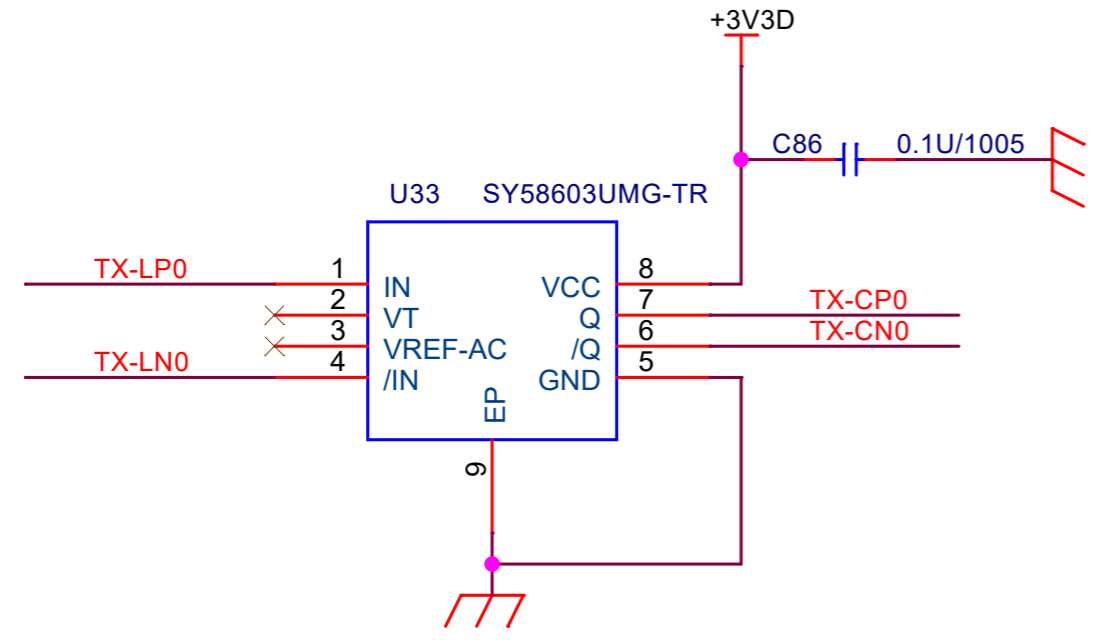 +3V3D
C86 0.1U/1005
U33 SY58603UMG-TR
TX-LP0 1 IN VCC 8
2 VT Q 7 TX-CP0
3 VREF-AC /Q 6 TX-CN0
TX-LN0 4 /IN GND 5
EP
9